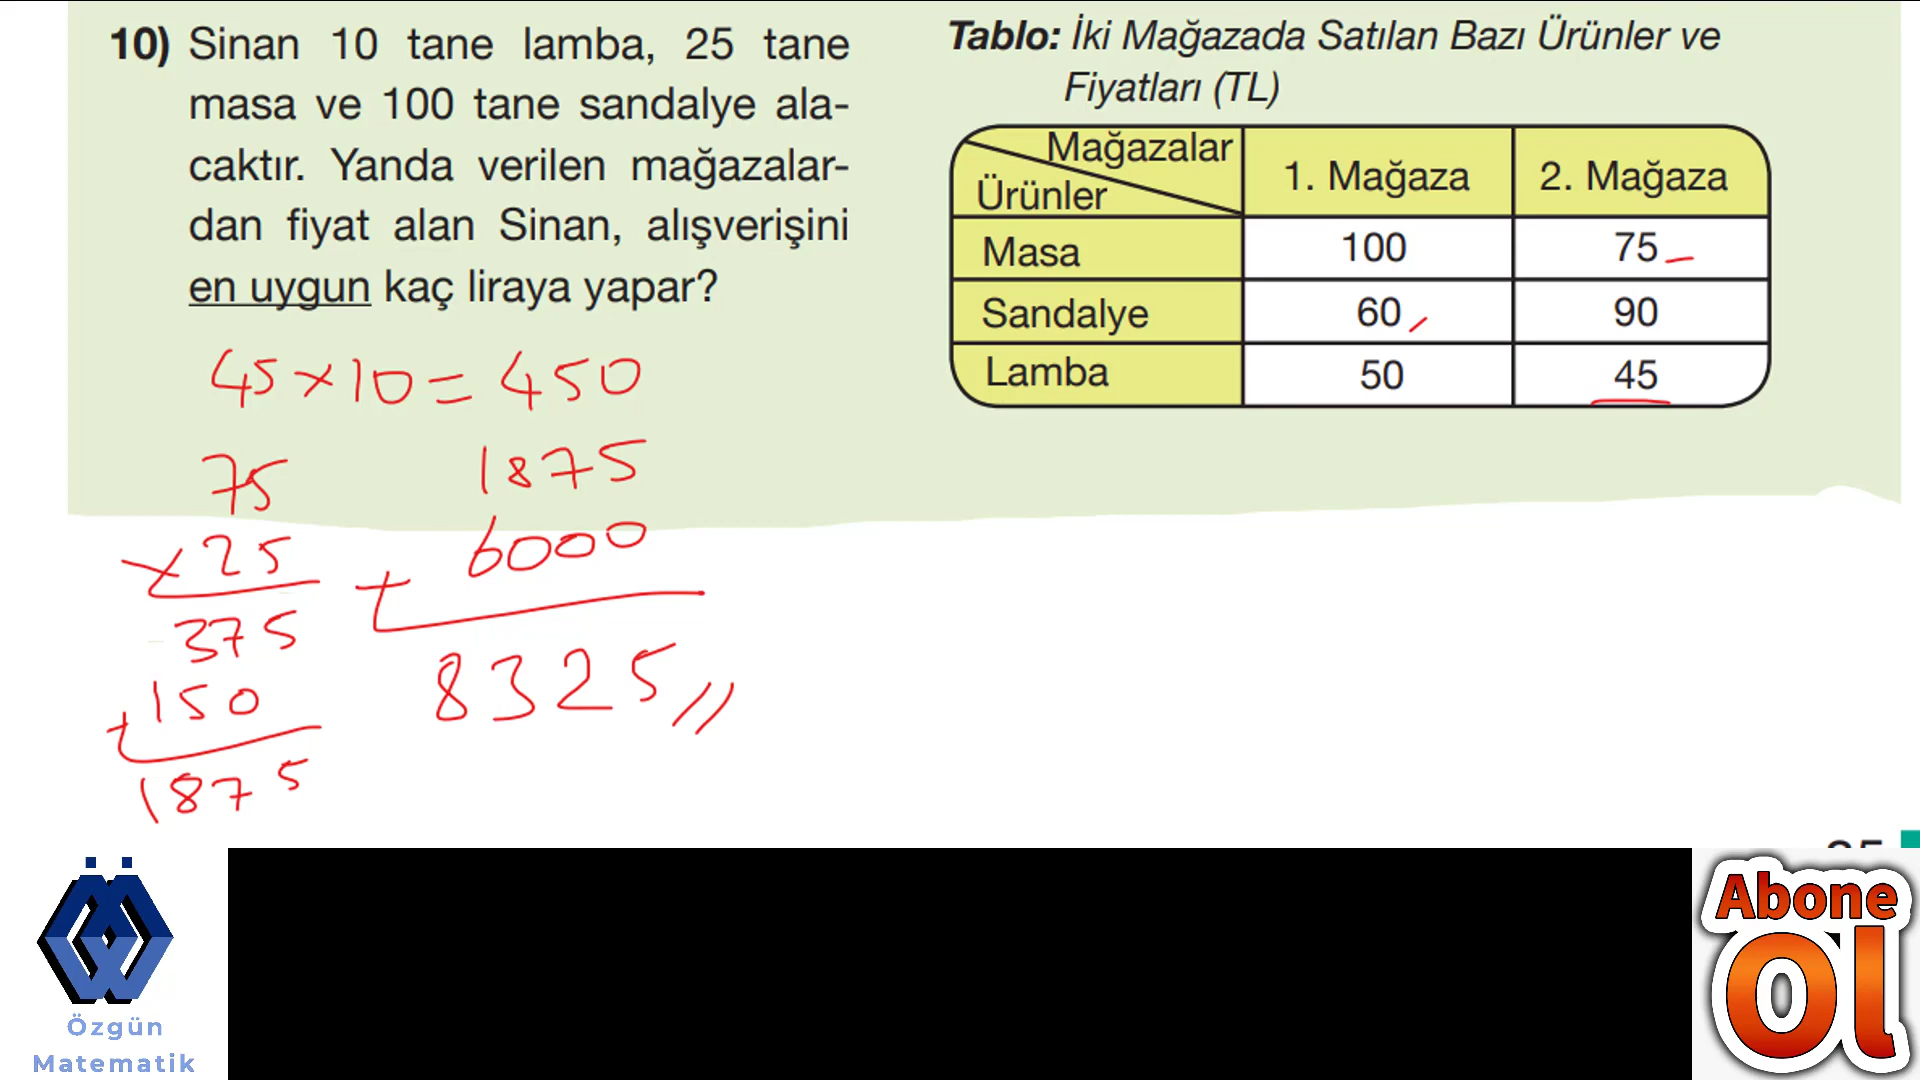 10) Sinan 10 tane lamba, 25 tane
masa ve 100 tane sandalye ala-
caktır. Yanda verilen mağazalar-
dan fiyat alan Sinan, alışverişini
en uygun kaç liraya yapar?
Tablo: İki Mağazada Satılan Bazı Ürünler ve
Fiyatları (TL)
Mağazalar
Ürünler
1. Mağaza
2. Mağaza
Masa 100 75
Sandalye 60 90
Lamba 50 45
45 x 10 = 450
75
x 25
375
+ 150
1875
1875
+ 6000
8325
Özgün
Matematik
Abone
Ol